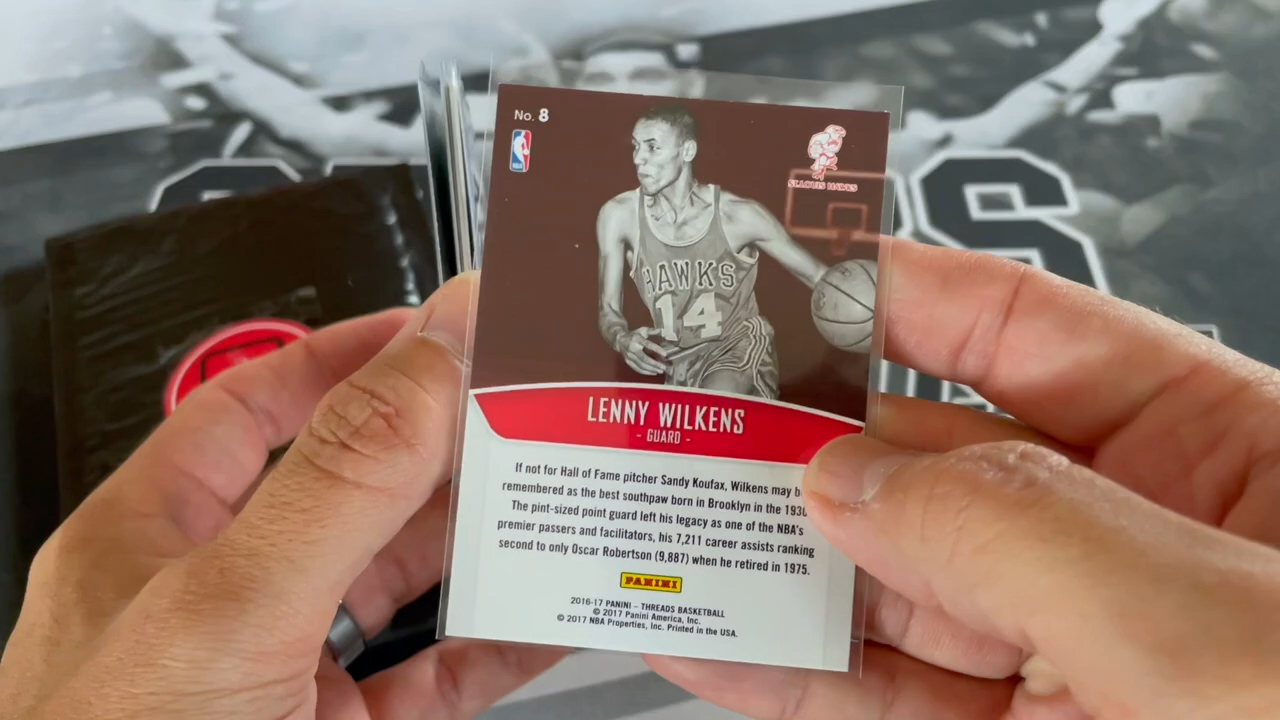 No. 8
ST. LOUIS HAWKS
HAWKS
14
LENNY WILKENS
- GUARD -
If not for Hall of Fame pitcher Sandy Koufax, Wilkens may
remembered as the best southpaw born in Brooklyn in the
The pint-sized point guard left his legacy as one of the NBA's
premier passers and facilitators, his 7,211 career assists ranking
second to only Oscar Robertson (9,887) when he retired in 1975.
PANINI
2016-17 PANINI – THREADS BASKETBALL
© 2017 Panini America, Inc.
© 2017 NBA Properties, Inc. Printed in the USA.